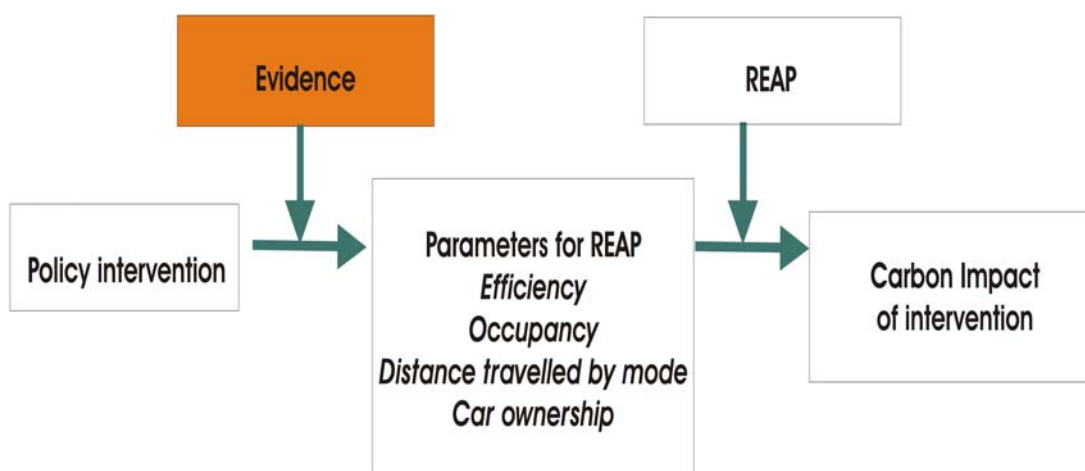 Evidence
REAP
Policy intervention
Parameters for REAP
Efficiency
Occupancy
Distance travelled by mode
Car ownership
Carbon Impact
of intervention